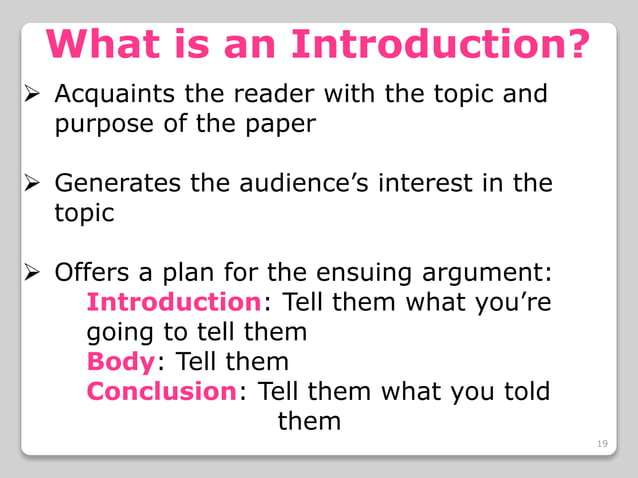 What is an Introduction?
➢ Acquaints the reader with the topic and
purpose of the paper
➢ Generates the audience’s interest in the
topic
➢ Offers a plan for the ensuing argument:
Introduction: Tell them what you’re
going to tell them
Body: Tell them
Conclusion: Tell them what you told
them
19